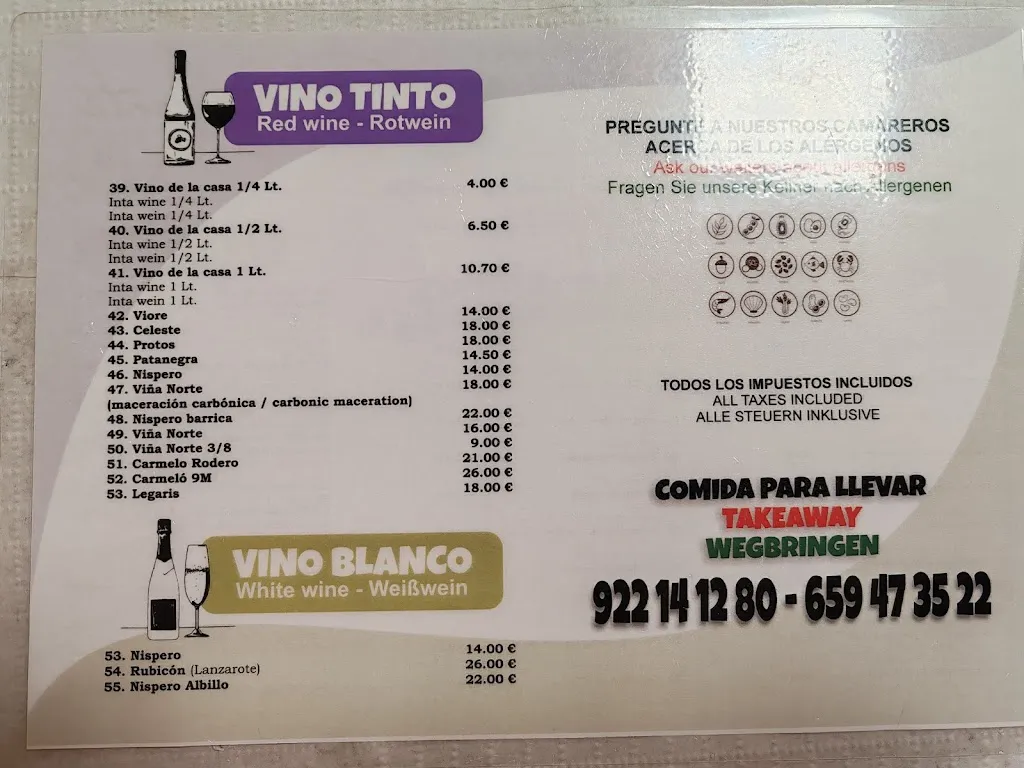 VINO TINTO
Red wine - Rotwein
39. Vino de la casa 1/4 Lt. 4.00 €
Inta wine 1/4 Lt.
Inta wein 1/4 Lt.
40. Vino de la casa 1/2 Lt. 6.50 €
Inta wine 1/2 Lt.
Inta wein 1/2 Lt.
41. Vino de la casa 1 Lt. 10.70 €
Inta wine 1 Lt.
Inta wein 1 Lt.
42. Viore 14.00 €
43. Celeste 18.00 €
44. Protos 18.00 €
45. Patanegra 14.50 €
46. Nispero 14.00 €
47. Viña Norte 18.00 €
(maceración carbónica / carbonic maceration)
48. Nispero barrica 22.00 €
49. Viña Norte 16.00 €
50. Viña Norte 3/8 9.00 €
51. Carmelo Rodero 21.00 €
52. Carmeló 9M 26.00 €
53. Legaris 18.00 €
VINO BLANCO
White wine - Weißwein
53. Nispero 14.00 €
54. Rubicón (Lanzarote) 26.00 €
55. Nispero Albillo 22.00 €
PREGUNTE A NUESTROS CAMAREROS
ACERCA DE LOS ALÉRGENOS
Ask our waiters about allergens
Fragen Sie unsere Kellner nach Allergenen
TODOS LOS IMPUESTOS INCLUIDOS
ALL TAXES INCLUDED
ALLE STEUERN INKLUSIVE
COMIDA PARA LLEVAR
TAKEAWAY
WEGBRINGEN
922 14 12 80 - 659 47 35 22